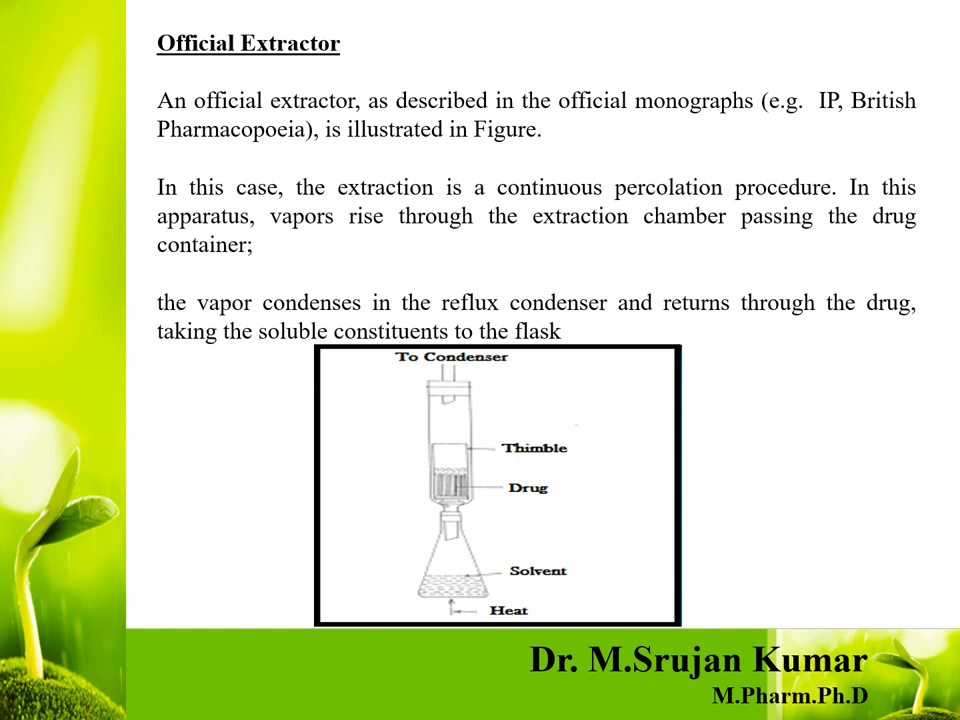 Official Extractor
An official extractor, as described in the official monographs (e.g. IP, British
Pharmacopoeia), is illustrated in Figure.
In this case, the extraction is a continuous percolation procedure. In this
apparatus, vapors rise through the extraction chamber passing the drug
container;
the vapor condenses in the reflux condenser and returns through the drug,
taking the soluble constituents to the flask
To Condenser
Thimble
Drug
Solvent
Heat
Dr. M.Srujan Kumar
M.Pharm.Ph.D